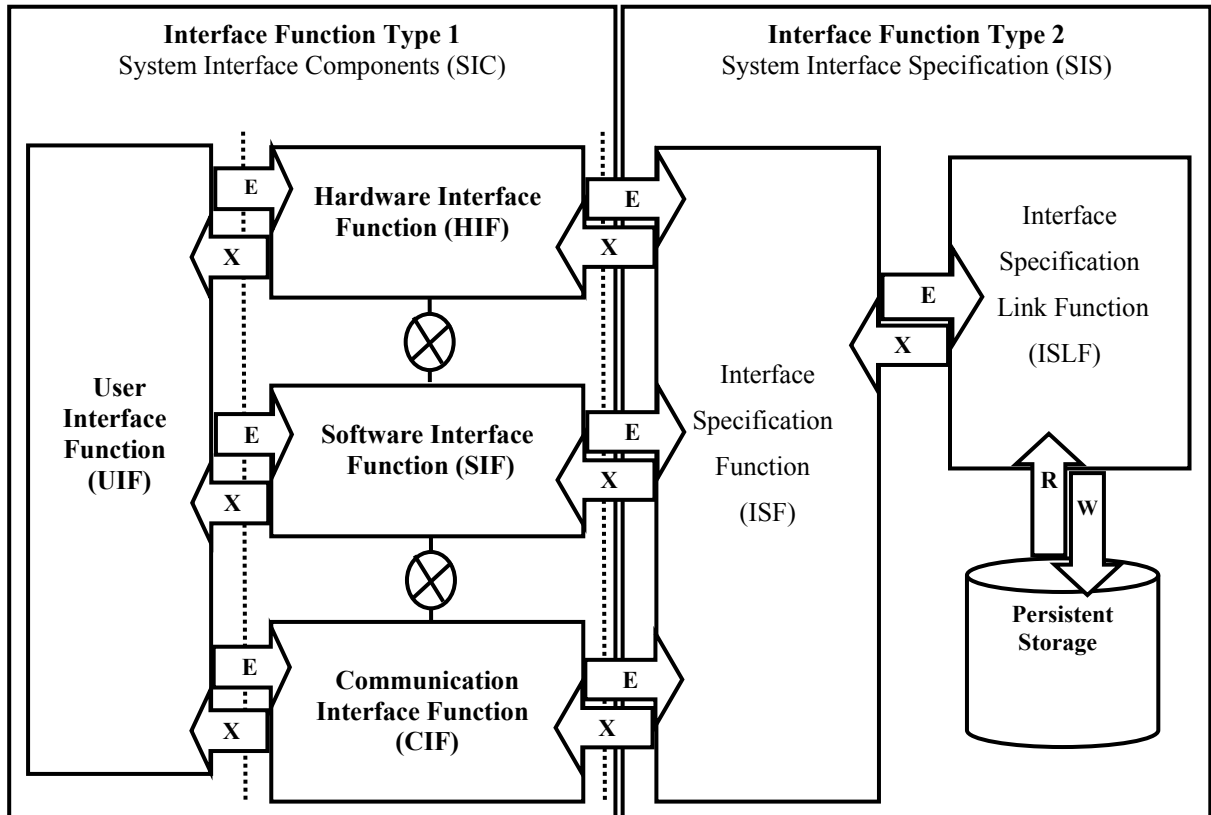 Interface Function Type 1
System Interface Components (SIC)
Interface Function Type 2
System Interface Specification (SIS)
User
Interface
Function
(UIF)
E
X
Hardware Interface
Function (HIF)
E
X
E
X
Software Interface
Function (SIF)
E
X
E
X
Communication
Interface Function
(CIF)
E
X
Interface
Specification
Function
(ISF)
E
X
Interface
Specification
Link Function
(ISLF)
R
W
Persistent
Storage